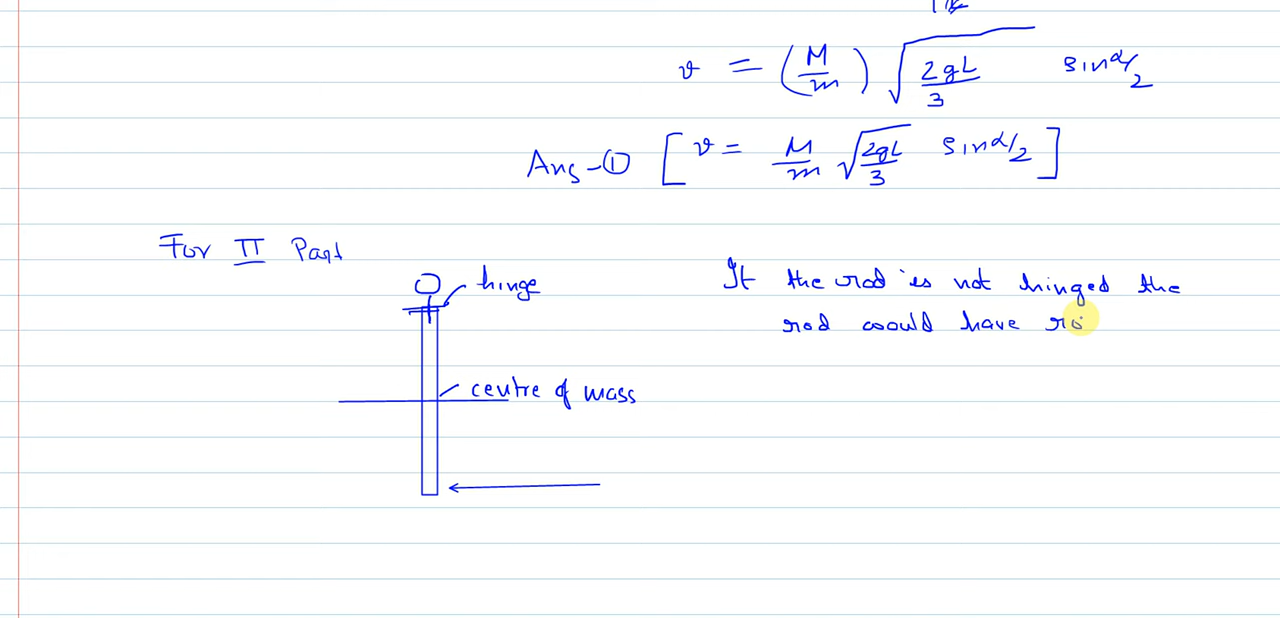 v = (M/m) √(2gL/3) sin α/2
Ans-① [ v = M/m √(2gL/3) sin α/2 ]
For II Part
hinge
centre of mass
If the rod is not hinged the
rod could have